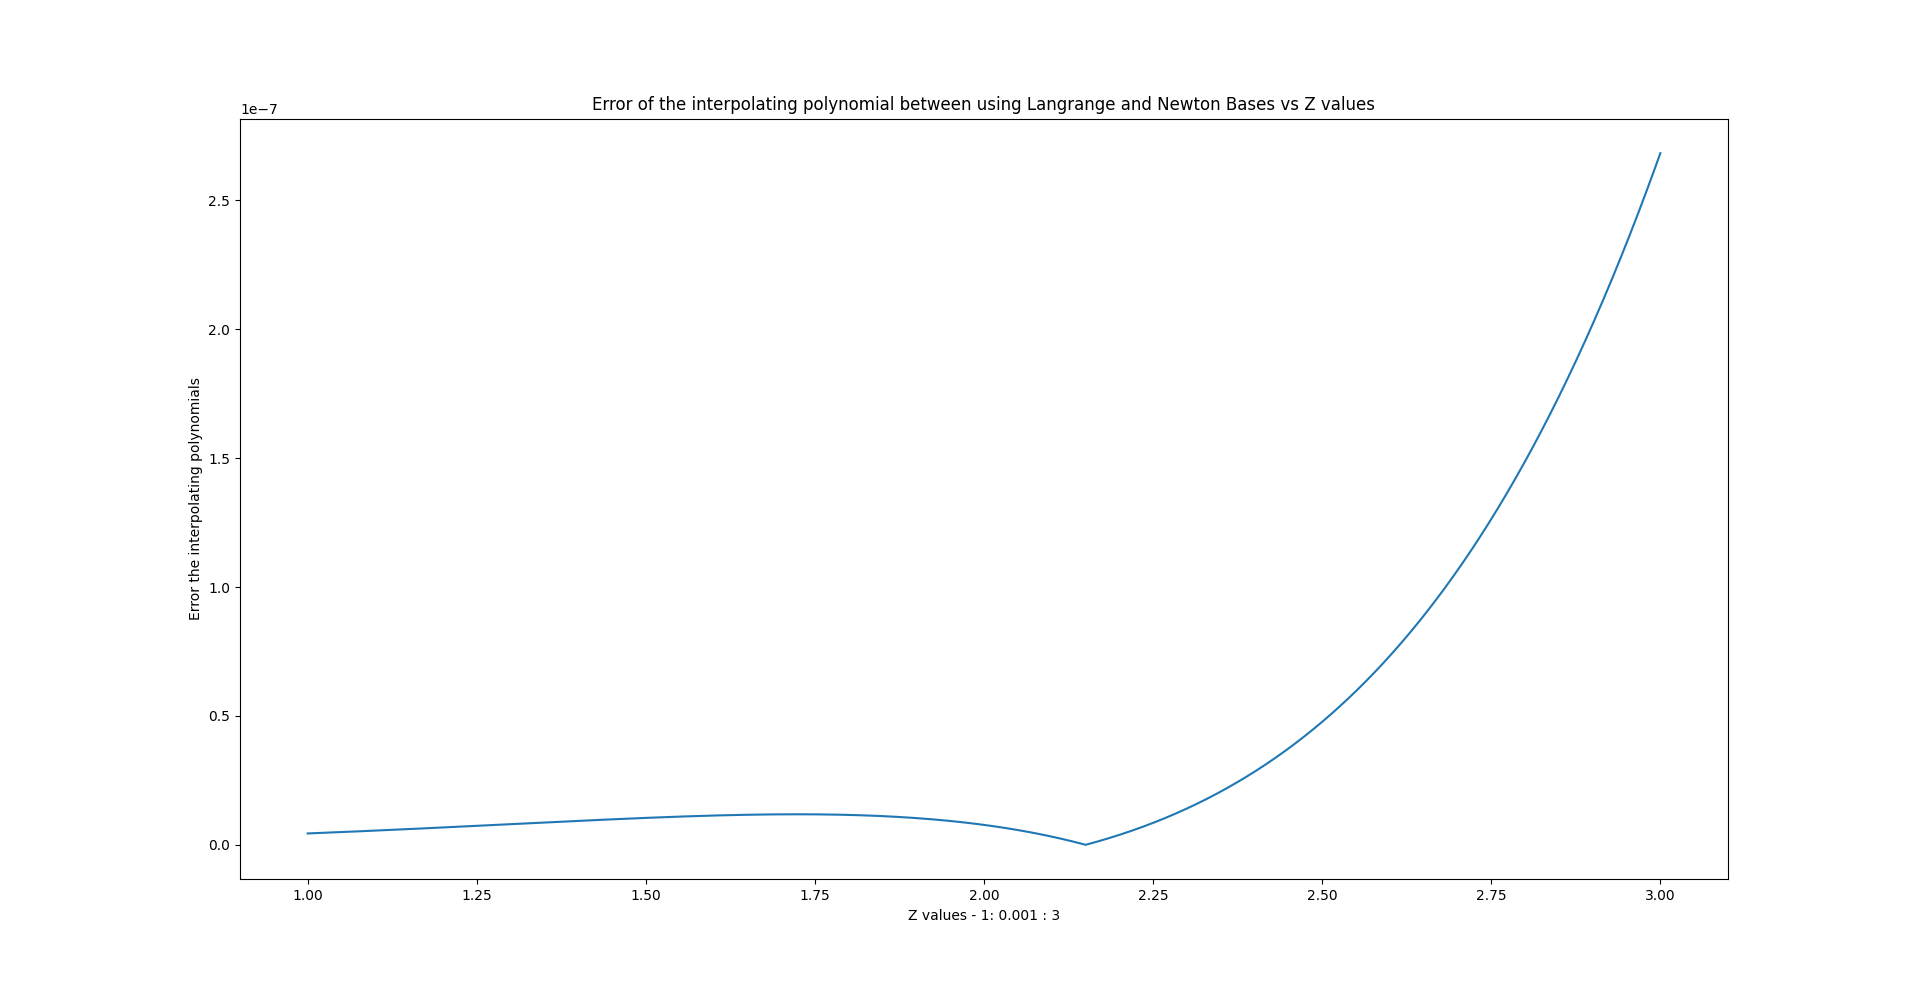 Error of the interpolating polynomial between using Langrange and Newton Bases vs Z values
1e−7
2.5
2.0
1.5
1.0
0.5
0.0
Error the interpolating polynomials
1.00 1.25 1.50 1.75 2.00 2.25 2.50 2.75 3.00
Z values - 1: 0.001 : 3